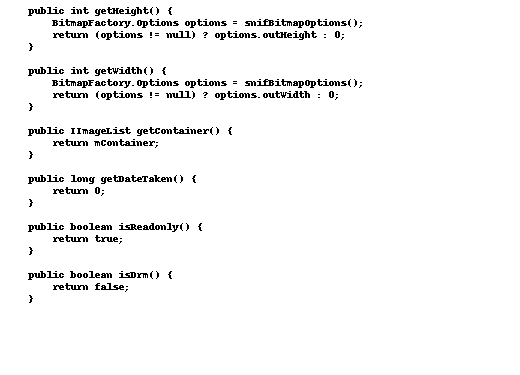 public int getHeight() {
BitmapFactory.Options options = snifBitmapOptions();
return (options != null) ? options.outHeight : 0;
}
public int getWidth() {
BitmapFactory.Options options = snifBitmapOptions();
return (options != null) ? options.outWidth : 0;
}
public IImageList getContainer() {
return mContainer;
}
public long getDateTaken() {
return 0;
}
public boolean isReadonly() {
return true;
}
public boolean isDrm() {
return false;
}